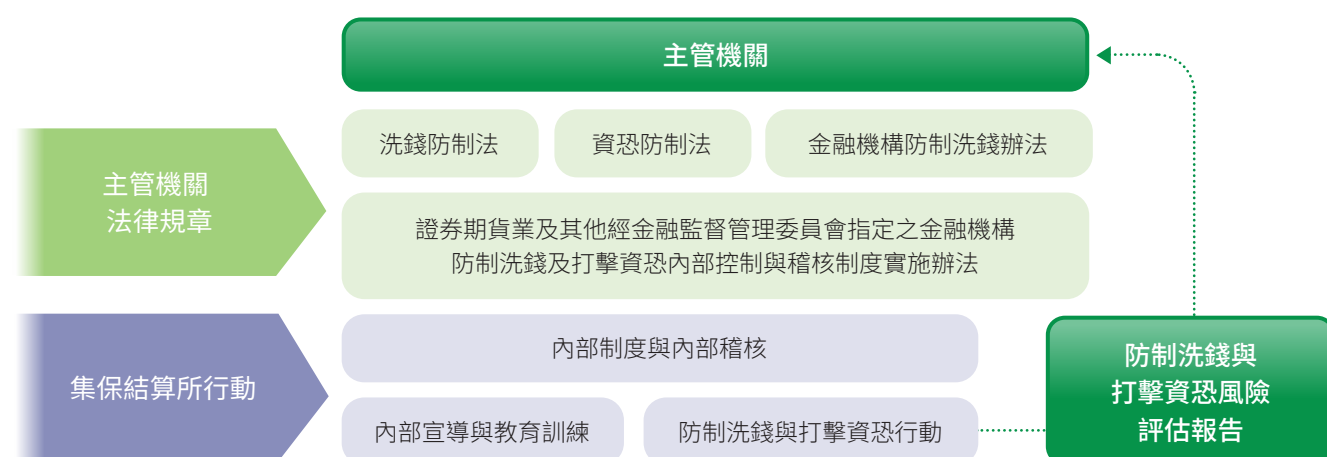 主管機關
主管機關
法律規章
洗錢防制法
資恐防制法
金融機構防制洗錢辦法
證券期貨業及其他經金融監督管理委員會指定之金融機構
防制洗錢及打擊資恐內部控制與稽核制度實施辦法
集保結算所行動
內部制度與內部稽核
內部宣導與教育訓練
防制洗錢與打擊資恐行動
防制洗錢與
打擊資恐風險
評估報告